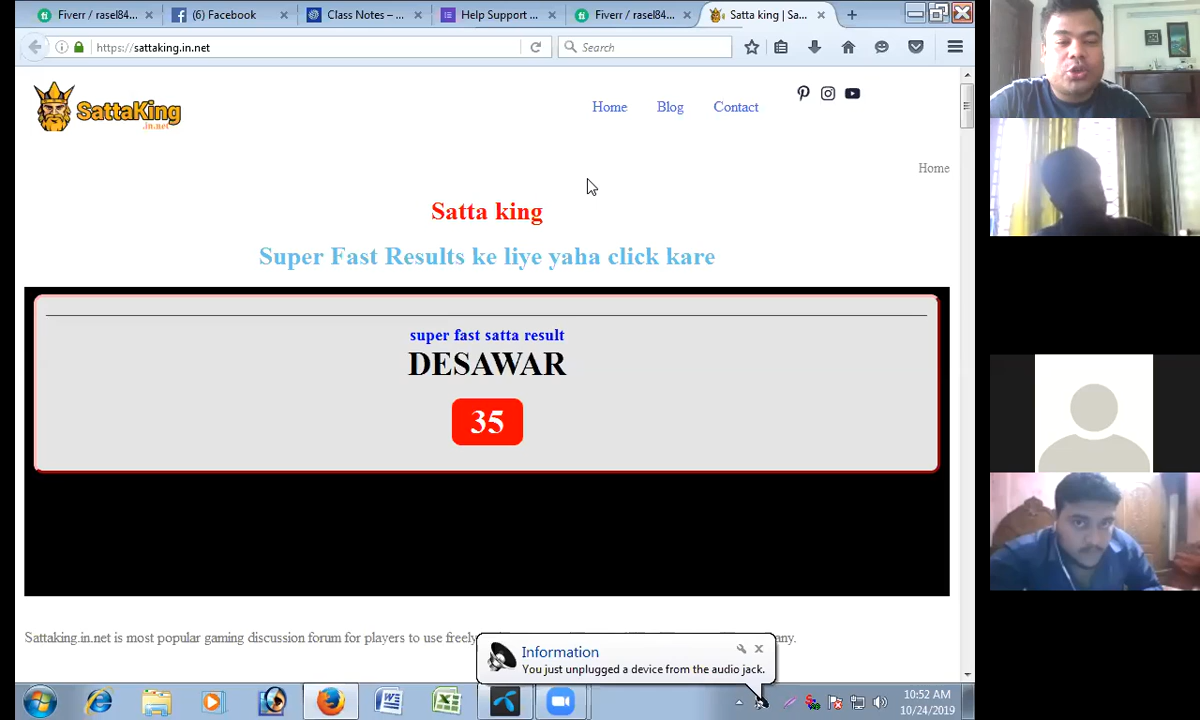 Fiverr / rasel84...
(6) Facebook
Class Notes – ...
Help Support ...
Fiverr / rasel84...
Satta king | Sa...
https://sattaking.in.net
Search
SattaKing
.in.net
Home
Blog
Contact
Home
Satta king
Super Fast Results ke liye yaha click kare
super fast satta result
DESAWAR
35
Sattaking.in.net is most popular gaming discussion forum for players to use freely
any.
Information
You just unplugged a device from the audio jack.
10:52 AM
10/24/2019